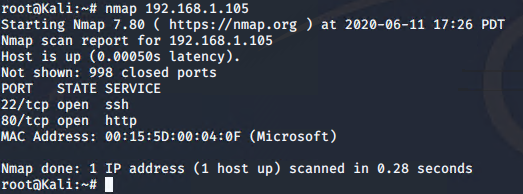 root@Kali:~# nmap 192.168.1.105
Starting Nmap 7.80 ( https://nmap.org ) at 2020-06-11 17:26 PDT
Nmap scan report for 192.168.1.105
Host is up (0.00050s latency).
Not shown: 998 closed ports
PORT   STATE SERVICE
22/tcp open  ssh
80/tcp open  http
MAC Address: 00:15:5D:00:04:0F (Microsoft)

Nmap done: 1 IP address (1 host up) scanned in 0.28 seconds
root@Kali:~#